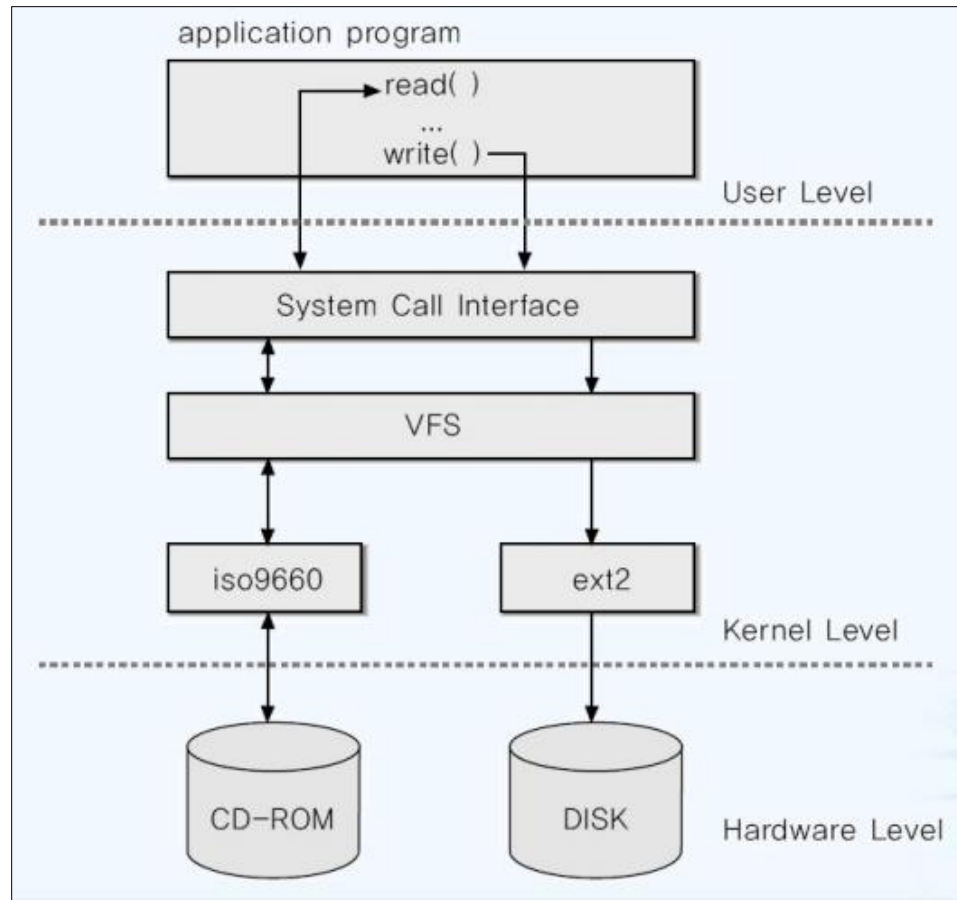 application program
read( )
...
write( )
User Level
System Call Interface
VFS
iso9660
ext2
Kernel Level
CD-ROM
DISK
Hardware Level